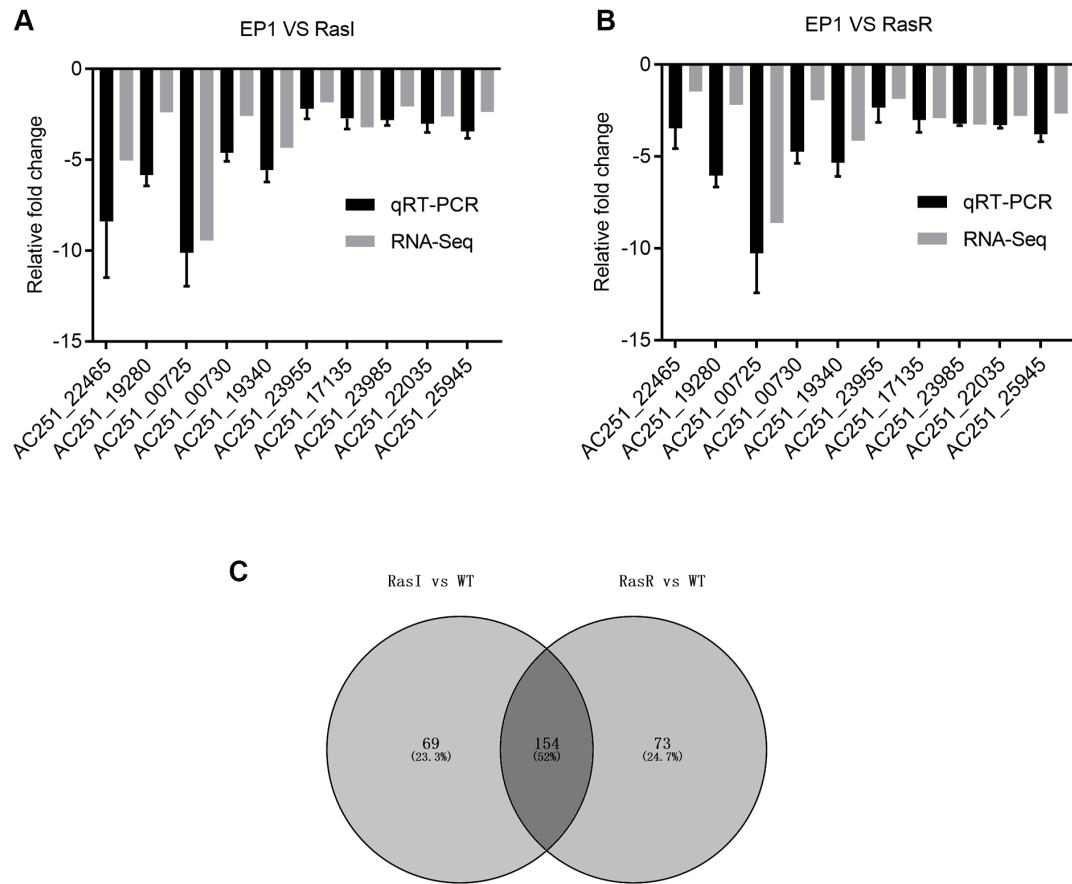 A
EP1 VS RasI
Relative fold change
0
-5
-10
-15
qRT-PCR
RNA-Seq
AC251_22465
AC251_19280
AC251_00725
AC251_00730
AC251_19340
AC251_23955
AC251_17135
AC251_23985
AC251_22035
AC251_25945
B
EP1 VS RasR
Relative fold change
0
-5
-10
-15
qRT-PCR
RNA-Seq
AC251_22465
AC251_19280
AC251_00725
AC251_00730
AC251_19340
AC251_23955
AC251_17135
AC251_23985
AC251_22035
AC251_25945
C
RasI vs WT
RasR vs WT
69
(23.3%)
154
(52%)
73
(24.7%)